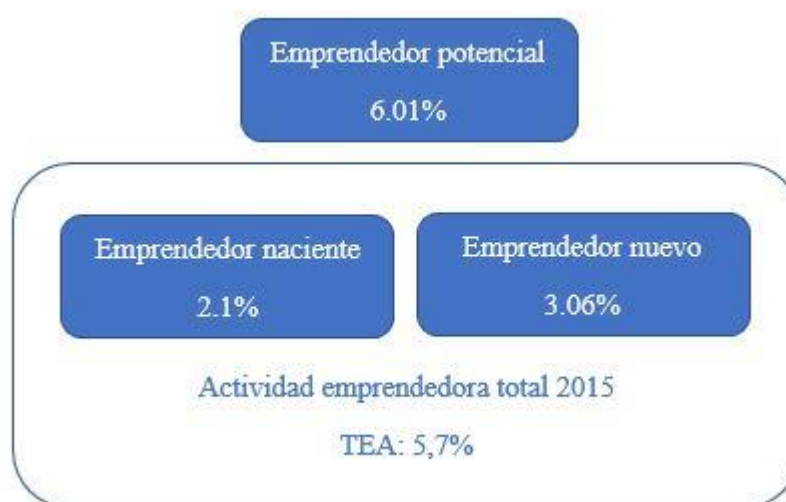 Emprendedor potencial
6.01%
Emprendedor naciente
2.1%
Emprendedor nuevo
3.06%
Actividad emprendedora total 2015
TEA: 5,7%